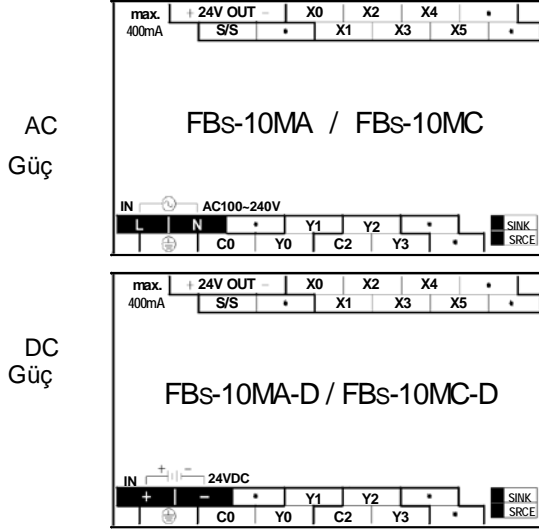 max. + 24V OUT – X0 X2 X4 •
400mA S/S • X1 X3 X5 •
AC
Güç
FBs-10MA / FBs-10MC
IN AC100~240V
L N • Y1 Y2 • SINK
C0 Y0 C2 Y3 • SRCE
max. + 24V OUT – X0 X2 X4 •
400mA S/S • X1 X3 X5 •
DC
Güç
FBs-10MA-D / FBs-10MC-D
IN + – 24VDC
+ – • Y1 Y2 • SINK
C0 Y0 C2 Y3 • SRCE